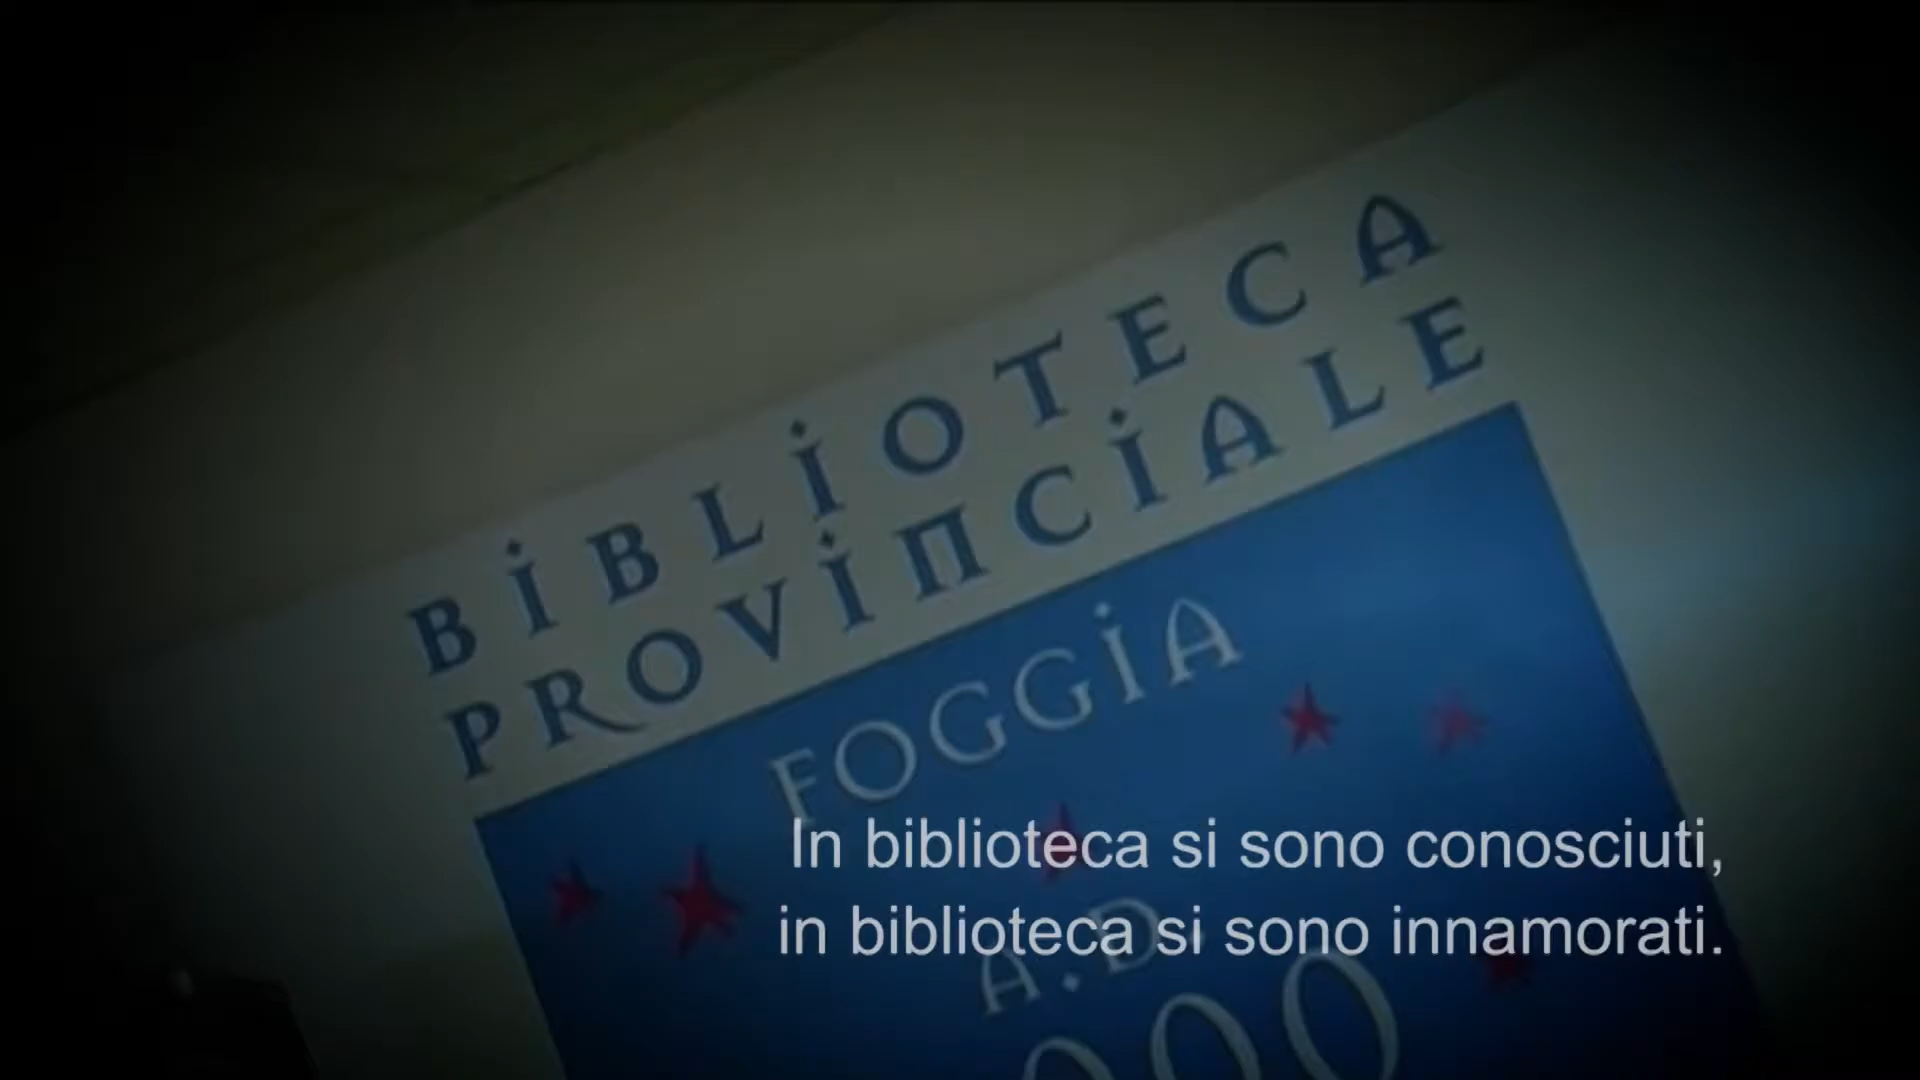 BIBLIOTECA
PROVINCIALE
FOGGIA
A.D.
In biblioteca si sono conosciuti,
in biblioteca si sono innamorati.